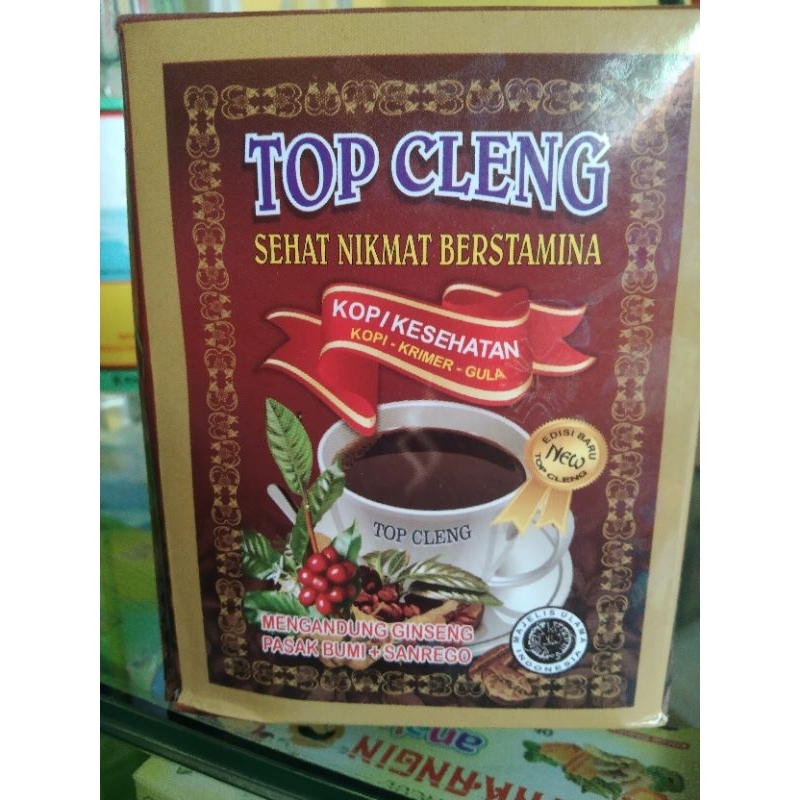 TOP CLENG
SEHAT NIKMAT BERSTAMINA
KOPI KESEHATAN
KOPI - KRIMER - GULA
EDISI BARU
NEW
TOP CLENG
TOP CLENG
MENGANDUNG GINSENG
PASAK BUMI + SANREGO
MAJELIS ULAMA
INDONESIA